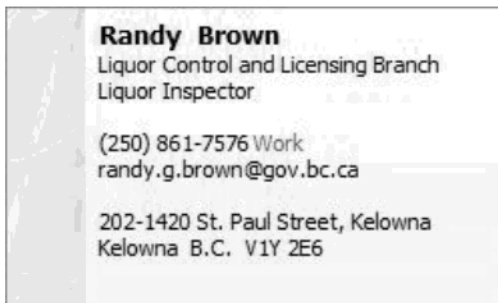 Randy Brown
Liquor Control and Licensing Branch
Liquor Inspector
(250) 861-7576 Work
randy.g.brown@gov.bc.ca
202-1420 St. Paul Street, Kelowna
Kelowna B.C. V1Y 2E6